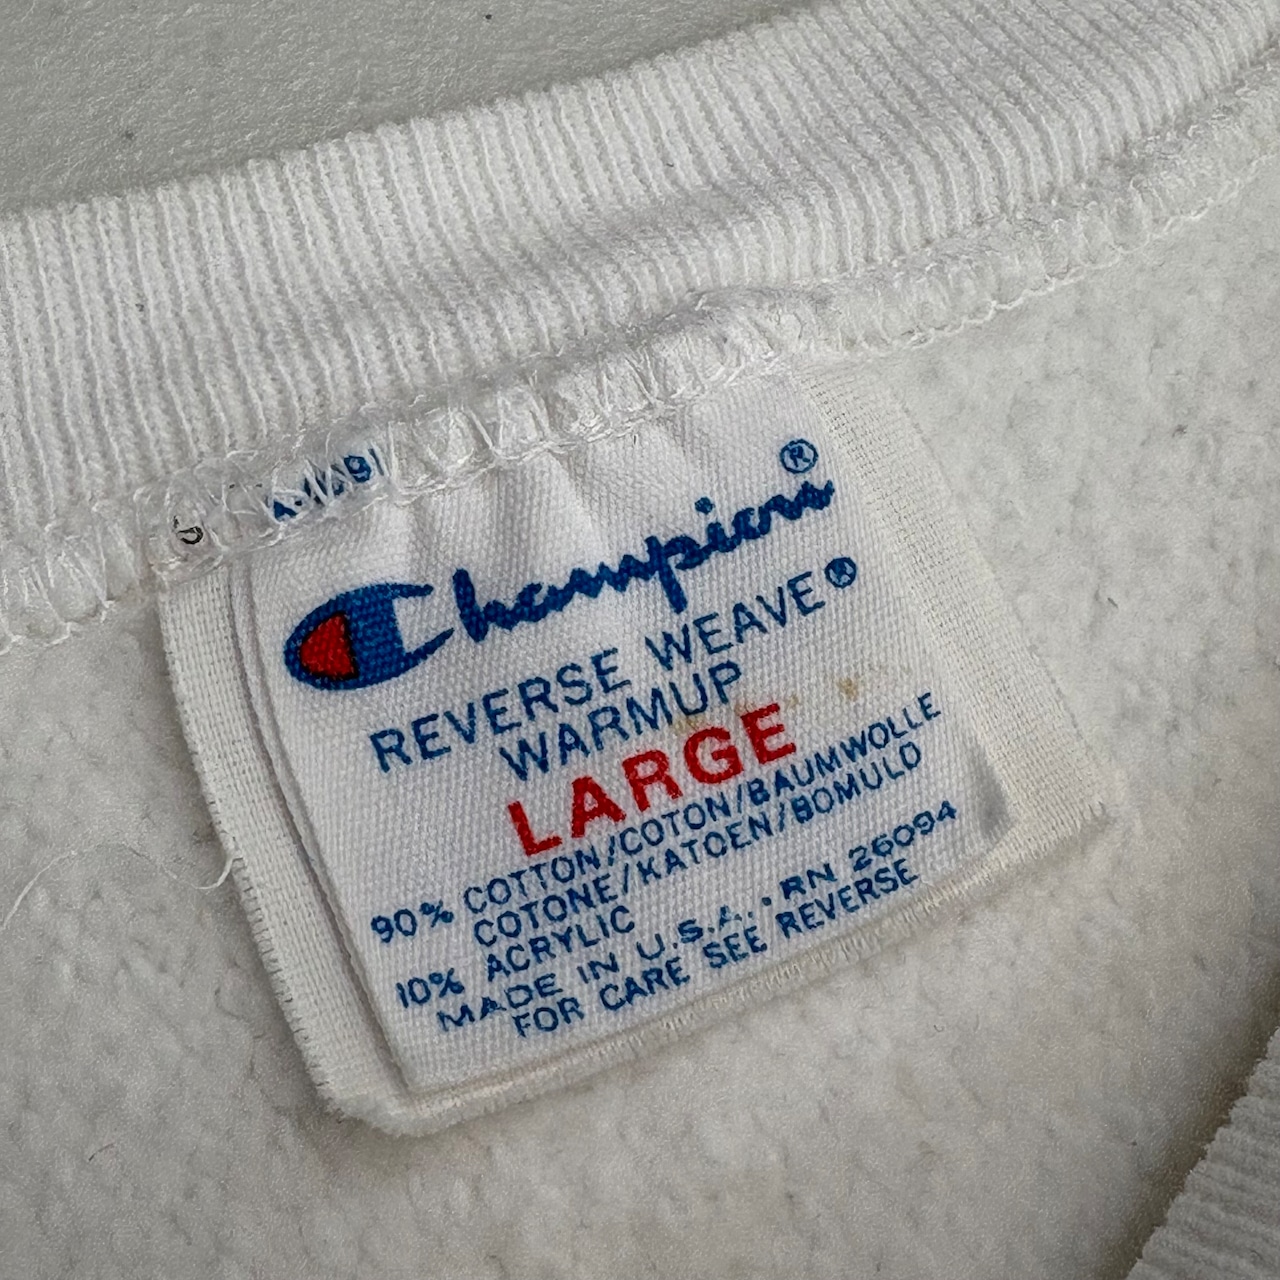 Champion®
REVERSE WEAVE®
WARMUP
LARGE
90% COTTON/COTON/BAUMWOLLE
COTONE/KATOEN/BOMULD
10% ACRYLIC
MADE IN U.S.A. • RN 26094
FOR CARE SEE REVERSE